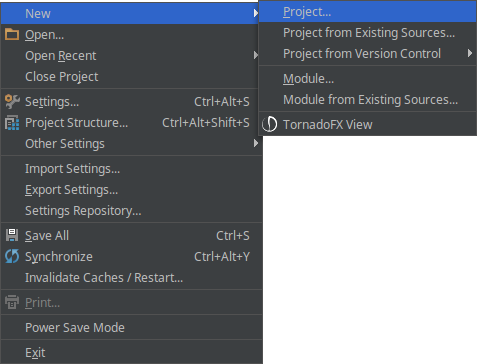 New
Open...
Open Recent
Close Project
Settings... Ctrl+Alt+S
Project Structure... Ctrl+Alt+Shift+S
Other Settings
Import Settings...
Export Settings...
Settings Repository...
Save All Ctrl+S
Synchronize Ctrl+Alt+Y
Invalidate Caches / Restart...
Print...
Power Save Mode
Exit
Project...
Project from Existing Sources...
Project from Version Control
Module...
Module from Existing Sources...
TornadoFX View